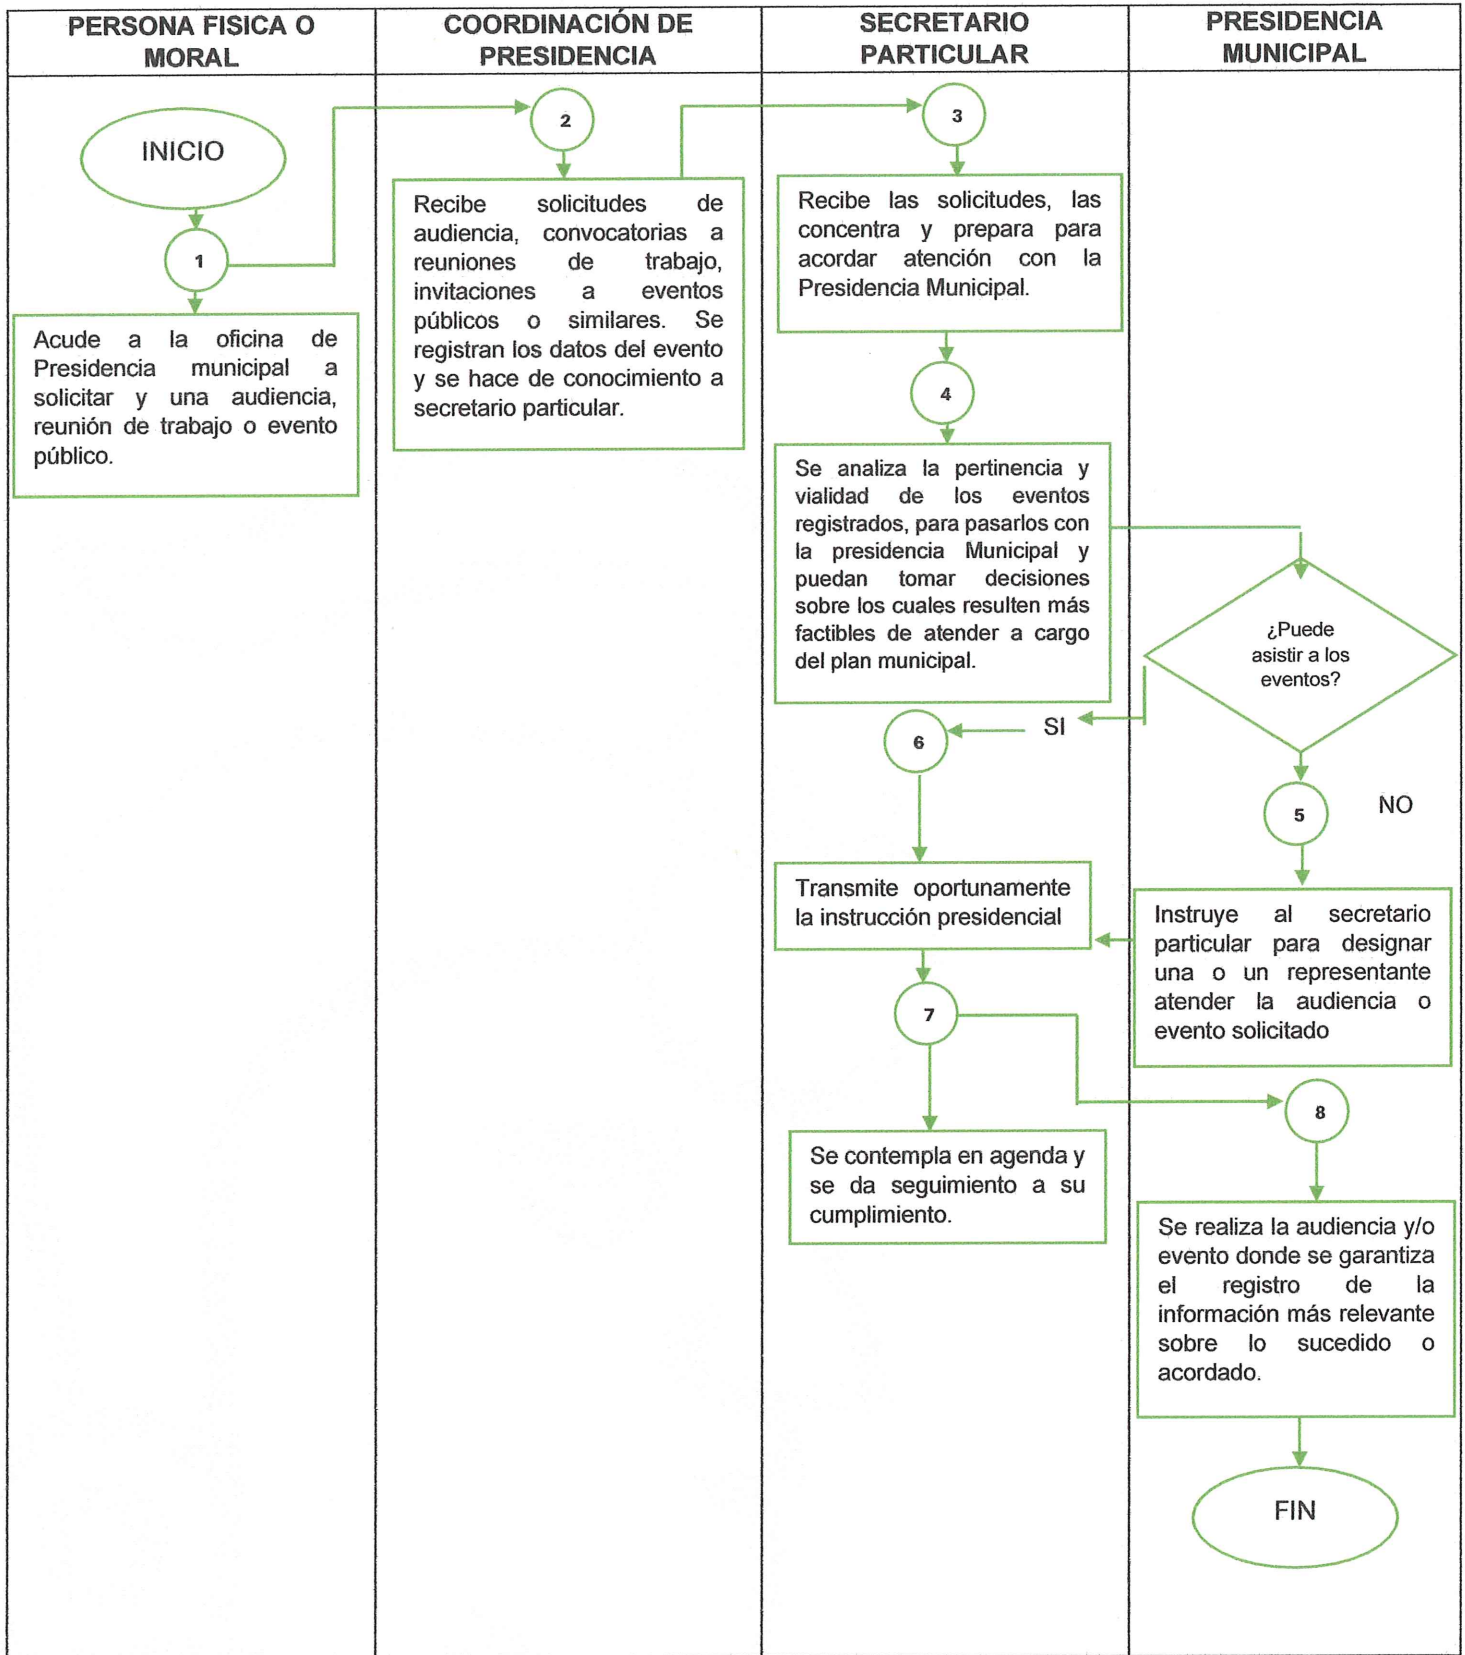 PERSONA FISICA O
MORAL
COORDINACIÓN DE
PRESIDENCIA
SECRETARIO
PARTICULAR
PRESIDENCIA
MUNICIPAL
INICIO
1
Acude a la oficina de
Presidencia municipal a
solicitar y una audiencia,
reunión de trabajo o evento
público.
2
Recibe solicitudes de
audiencia, convocatorias a
reuniones de trabajo,
invitaciones a eventos
públicos o similares. Se
registran los datos del evento
y se hace de conocimiento a
secretario particular.
3
Recibe las solicitudes, las
concentra y prepara para
acordar atención con la
Presidencia Municipal.
4
Se analiza la pertinencia y
vialidad de los eventos
registrados, para pasarlos con
la presidencia Municipal y
puedan tomar decisiones
sobre los cuales resulten más
factibles de atender a cargo
del plan municipal.
¿Puede
asistir a los
eventos?
SI
6
5
NO
Transmite oportunamente
la instrucción presidencial
Instruye al secretario
particular para designar
una o un representante
atender la audiencia o
evento solicitado
7
8
Se contempla en agenda y
se da seguimiento a su
cumplimiento.
Se realiza la audiencia y/o
evento donde se garantiza
el registro de la
información más relevante
sobre lo sucedido o
acordado.
FIN